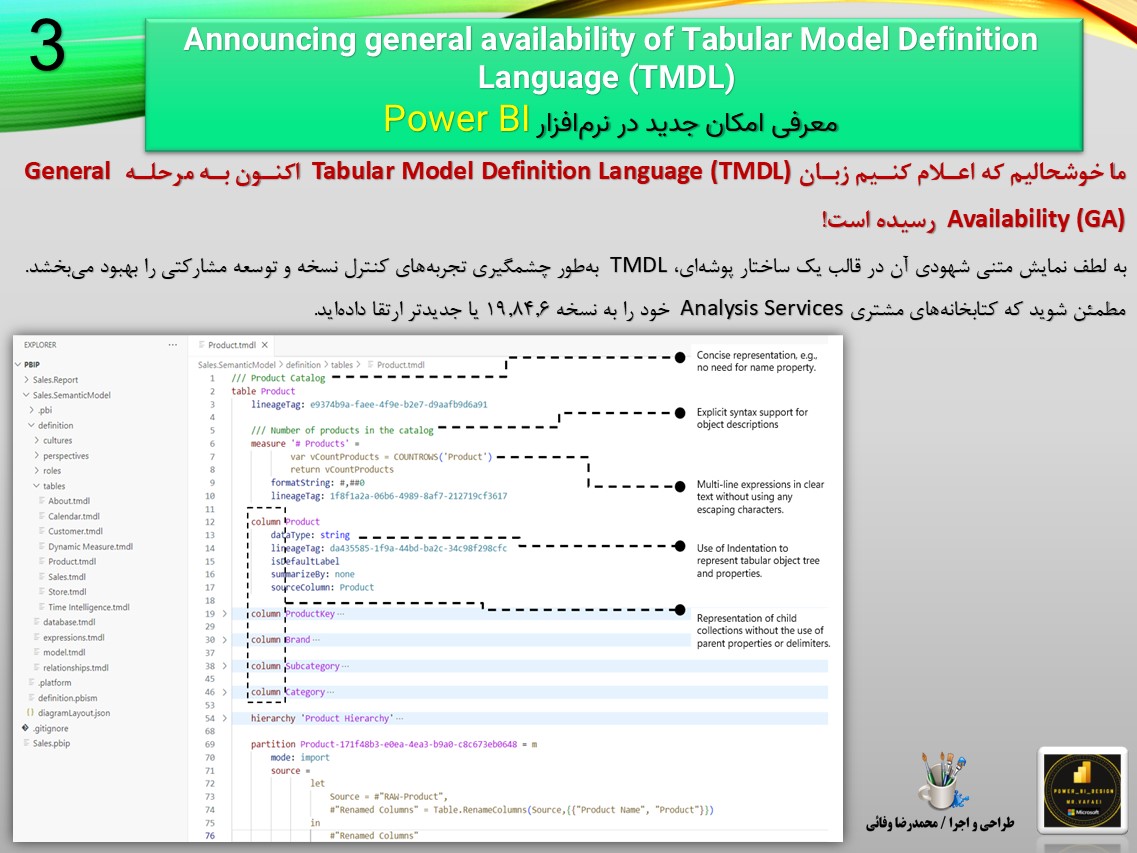 3
Announcing general availability of Tabular Model Definition
Language (TMDL)
معرفی امکان جدید در نرم‌افزار Power BI
ما خوشحالیم که اعلام کنیم زبان Tabular Model Definition Language (TMDL) اکنون به مرحله General
Availability (GA) رسیده است!
به لطف نمایش متنی شهودی آن در قالب یک ساختار پوشه‌ای، TMDL به‌طور چشمگیری تجربه‌های کنترل نسخه و توسعه مشارکتی را بهبود می‌بخشد.
مطمئن شوید که کتابخانه‌های مشتری Analysis Services خود را به نسخه ۱۹,۸۴,۶ یا جدیدتر ارتقا داده‌اید.
EXPLORER ···
PBIP
Sales.Report
Sales.SemanticModel
.pbi
definition
cultures
perspectives
roles
tables
About.tmdl
Calendar.tmdl
Customer.tmdl
Dynamic Measure.tmdl
Product.tmdl
Sales.tmdl
Store.tmdl
Time Intelligence.tmdl
database.tmdl
expressions.tmdl
model.tmdl
relationships.tmdl
.platform
definition.pbism
{} diagramLayout.json
.gitignore
Sales.pbip
Product.tmdl ×
Sales.SemanticModel > definition > tables > Product.tmdl
1 /// Product Catalog
2 table Product
3 lineageTag: e9374b9a-faee-4f9e-b2e7-d9aafb9d6a91
4
5 /// Number of products in the catalog
6 measure '# Products' =
7 var vCountProducts = COUNTROWS('Product')
8 return vCountProducts
9 formatString: #,##0
10 lineageTag: 1f8f1a2a-06b6-4989-8af7-212719cf3617
11
12 column Product
13 dataType: string
14 lineageTag: da435585-1f9a-44bd-ba2c-34c98f298cfc
15 isDefaultLabel
16 summarizeBy: none
17 sourceColumn: Product
18
19 > column ProductKey ···
29
30 > column Brand ···
37
38 > column Subcategory ···
45
46 > column Category ···
53
54 > hierarchy 'Product Hierarchy' ···
68
69 partition Product-171f48b3-e0ea-4ea3-b9a0-c8c673eb0648 = m
70 mode: import
71 source =
72 let
73 Source = #"RAW-Product",
74 #"Renamed Columns" = Table.RenameColumns(Source,{{"Product Name", "Product"}})
75 in
76 #"Renamed Columns"
Concise representation, e.g.,
no need for name property.
Explicit syntax support for
object descriptions
Multi-line expressions in clear
text without using any
escaping characters.
Use of Indentation to
represent tabular object tree
and properties.
Representation of child
collections without the use of
parent properties or delimiters.
طراحی و اجرا / محمدرضا وفائی
POWER_BI_DESIGN
MR.VAFAEI
Microsoft